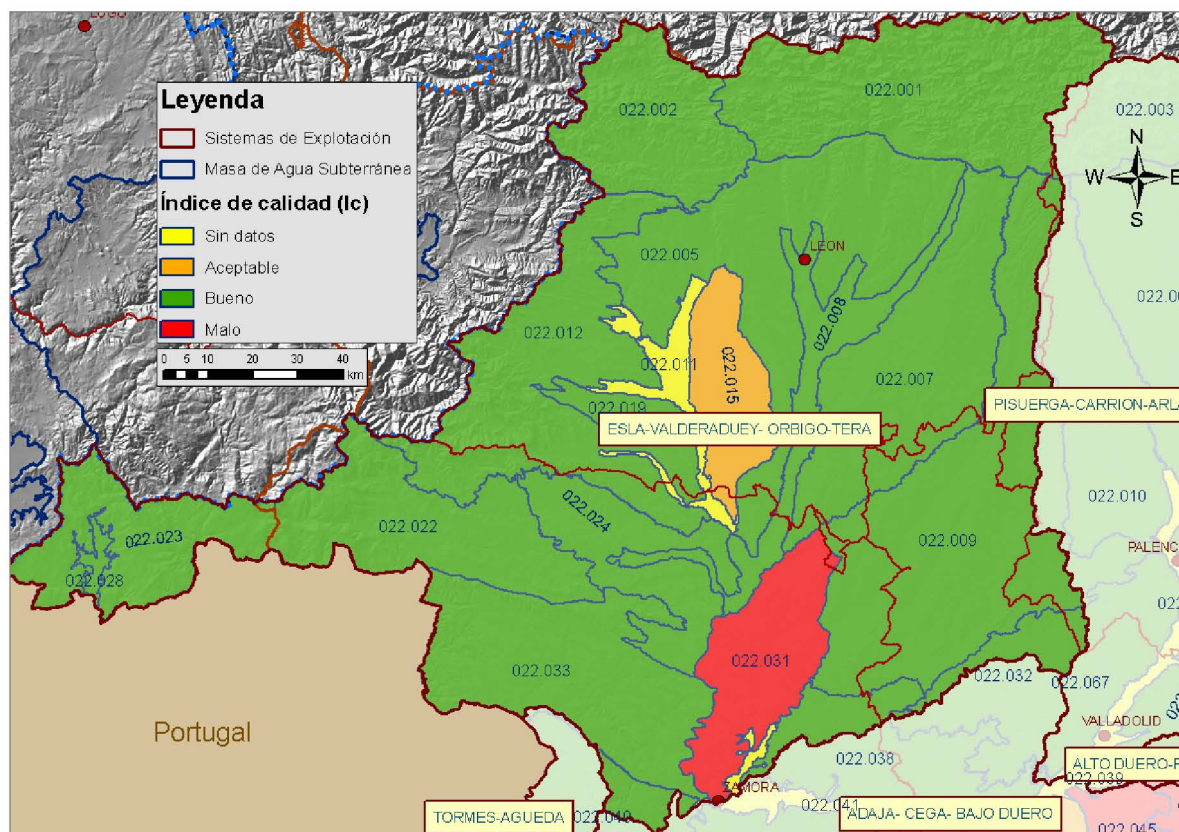 LUGO
Leyenda
Sistemas de Explotación
Masa de Agua Subterránea
Índice de calidad (Ic)
Sin datos
Aceptable
Bueno
Malo
0 5 10 20 30 40
km
022.002
022.001
022.003
N
W E
S
LEON
022.005
022.008
022.012
022.011
022.015
022.007
022.019
ESLA-VALDERADUEY- ORBIGO-TERA
PISUERGA-CARRION-ARLA
022.010
022.024
022.022
022.023
022.028
022.009
PALENC
022.031
022.033
022.032
022.067
Portugal
VALLADOLID
022.038
ALTO DUERO-R
022.039
ZAMORA
022.041
TORMES-AGUEDA
ADAJA- CEGA- BAJO DUERO
022.045